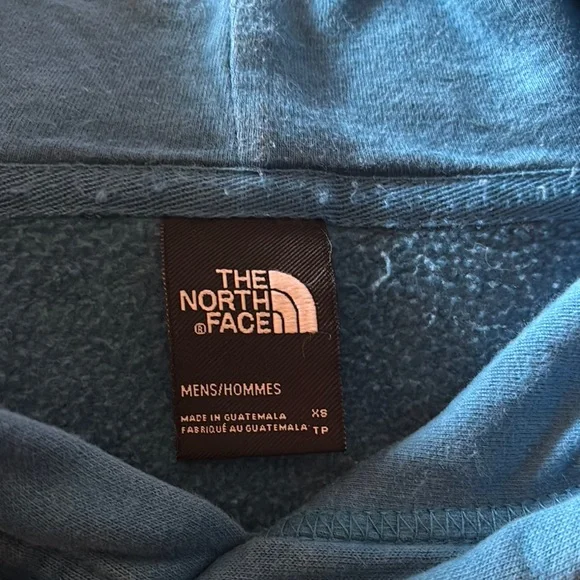 THE
NORTH
®FACE
MENS/HOMMES
MADE IN GUATEMALA XS
FABRIQUÉ AU GUATEMALA TP